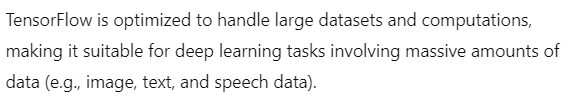 TensorFlow is optimized to handle large datasets and computations,
making it suitable for deep learning tasks involving massive amounts of
data (e.g., image, text, and speech data).